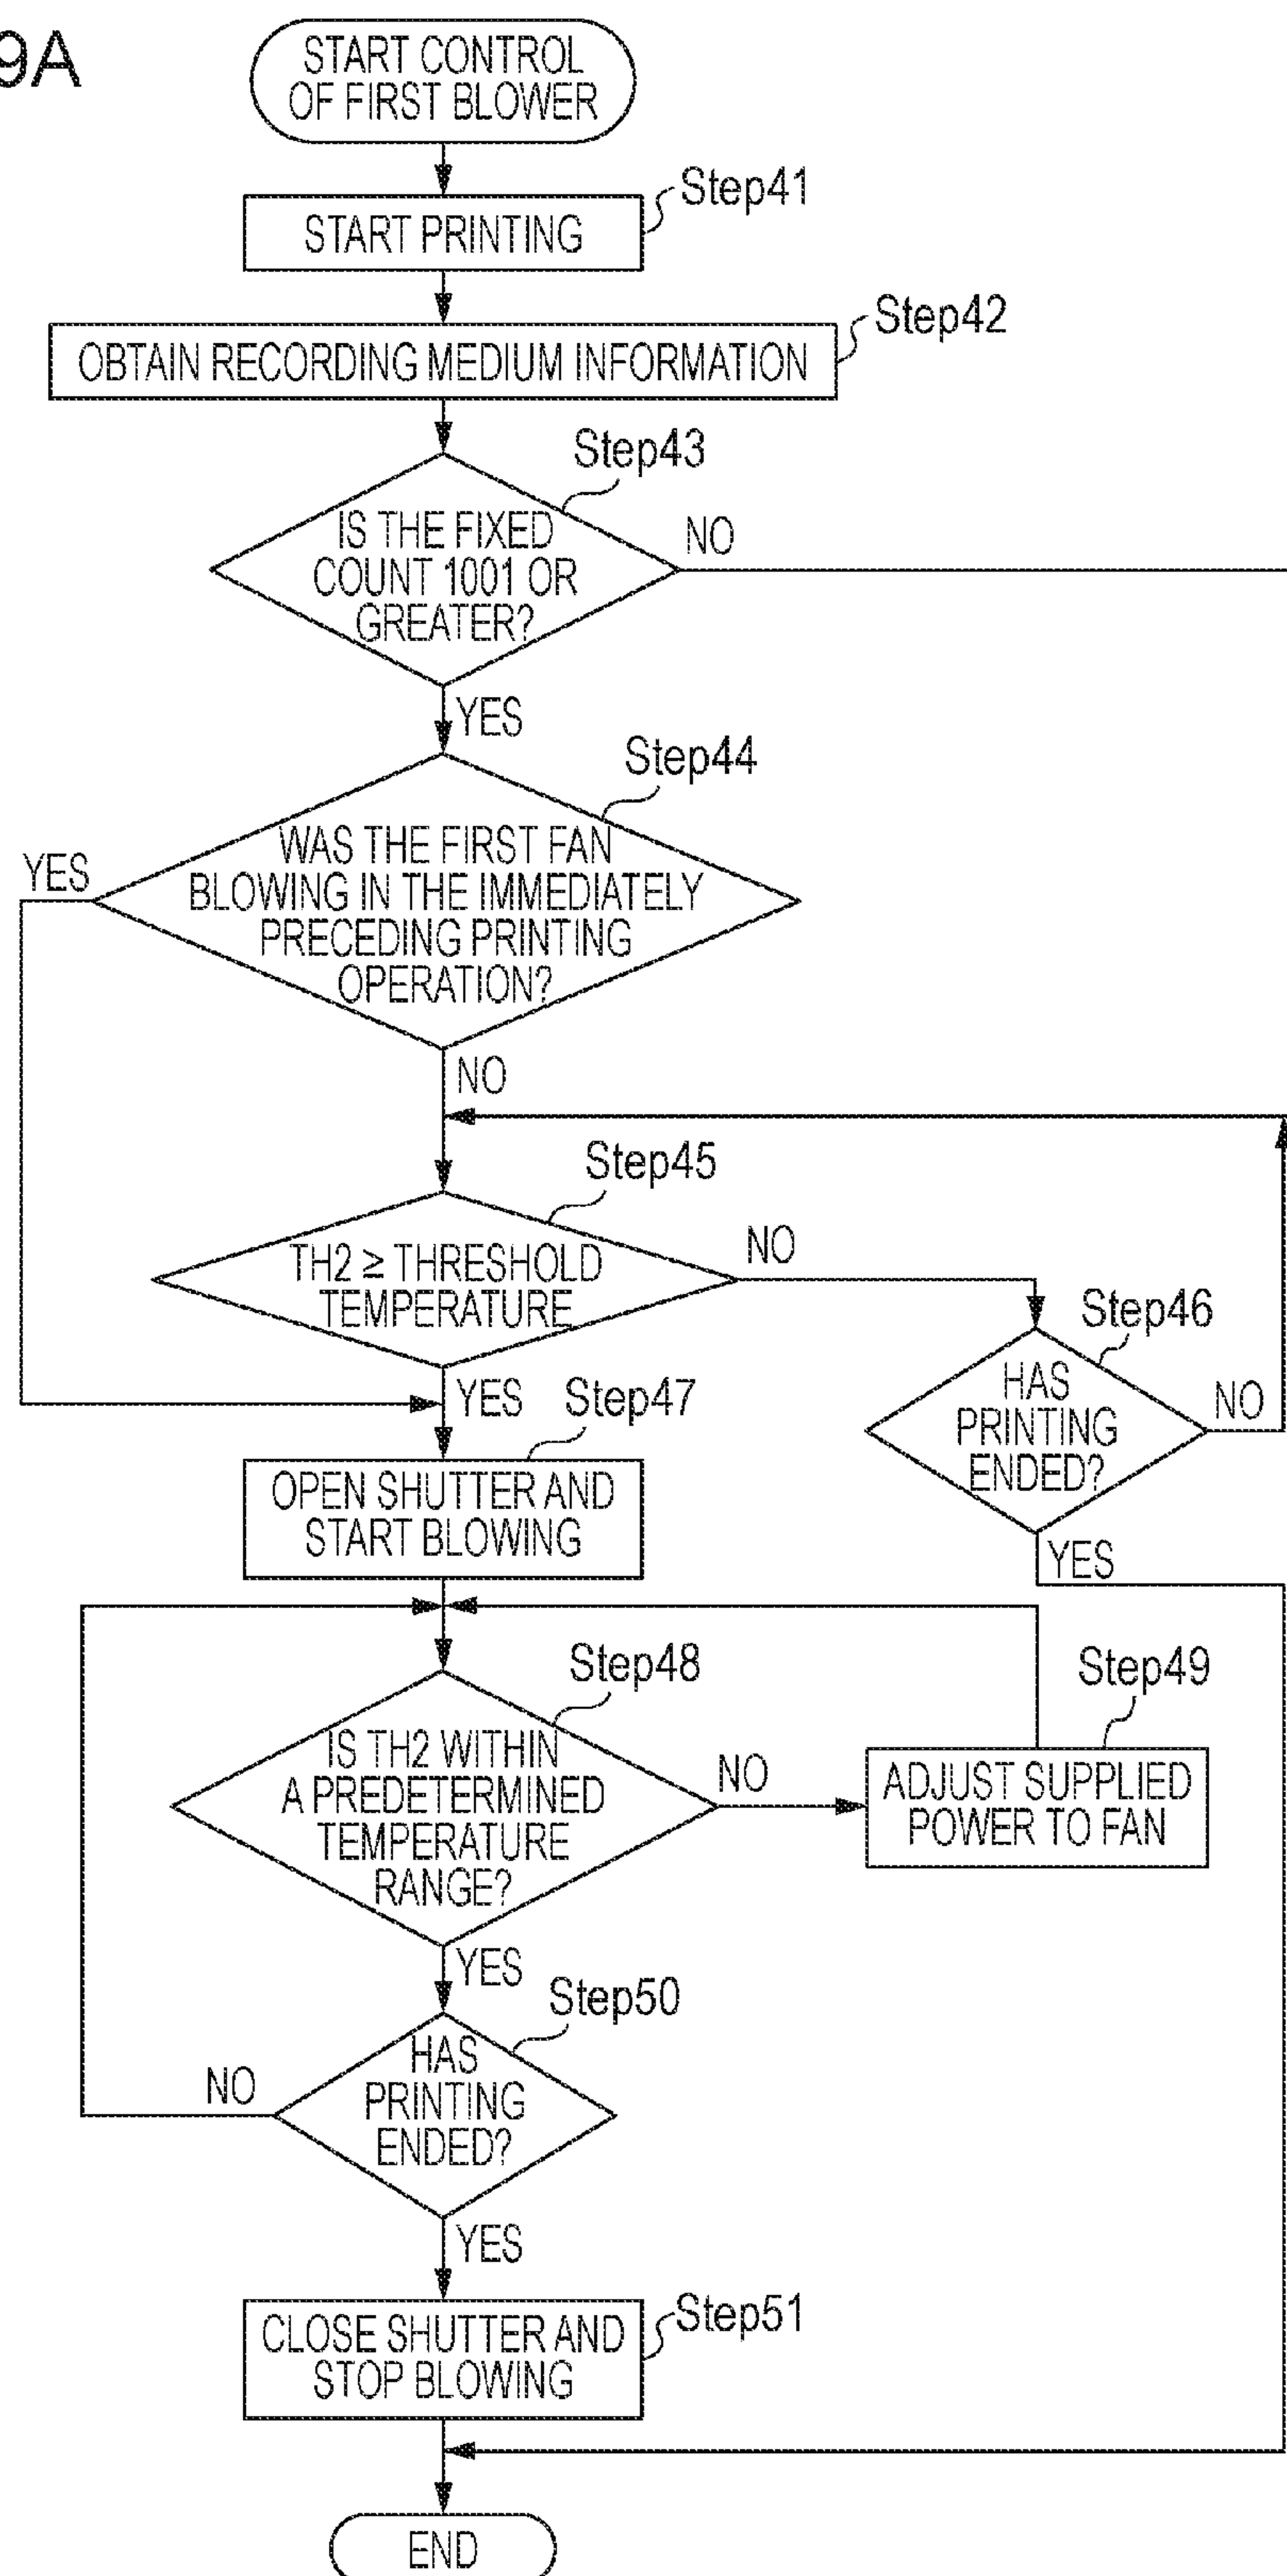 9A
START CONTROL
OF FIRST BLOWER
Step41
START PRINTING
Step42
OBTAIN RECORDING MEDIUM INFORMATION
Step43
IS THE FIXED
COUNT 1001 OR
GREATER?
NO
YES
Step44
WAS THE FIRST FAN
BLOWING IN THE IMMEDIATELY
PRECEDING PRINTING
OPERATION?
YES
NO
Step45
TH2 ≥ THRESHOLD
TEMPERATURE
NO
Step46
HAS
PRINTING
ENDED?
NO
YES
YES
Step47
OPEN SHUTTER AND
START BLOWING
Step48
IS TH2 WITHIN
A PREDETERMINED
TEMPERATURE
RANGE?
NO
Step49
ADJUST SUPPLIED
POWER TO FAN
YES
Step50
HAS
PRINTING
ENDED?
NO
YES
Step51
CLOSE SHUTTER AND
STOP BLOWING
END